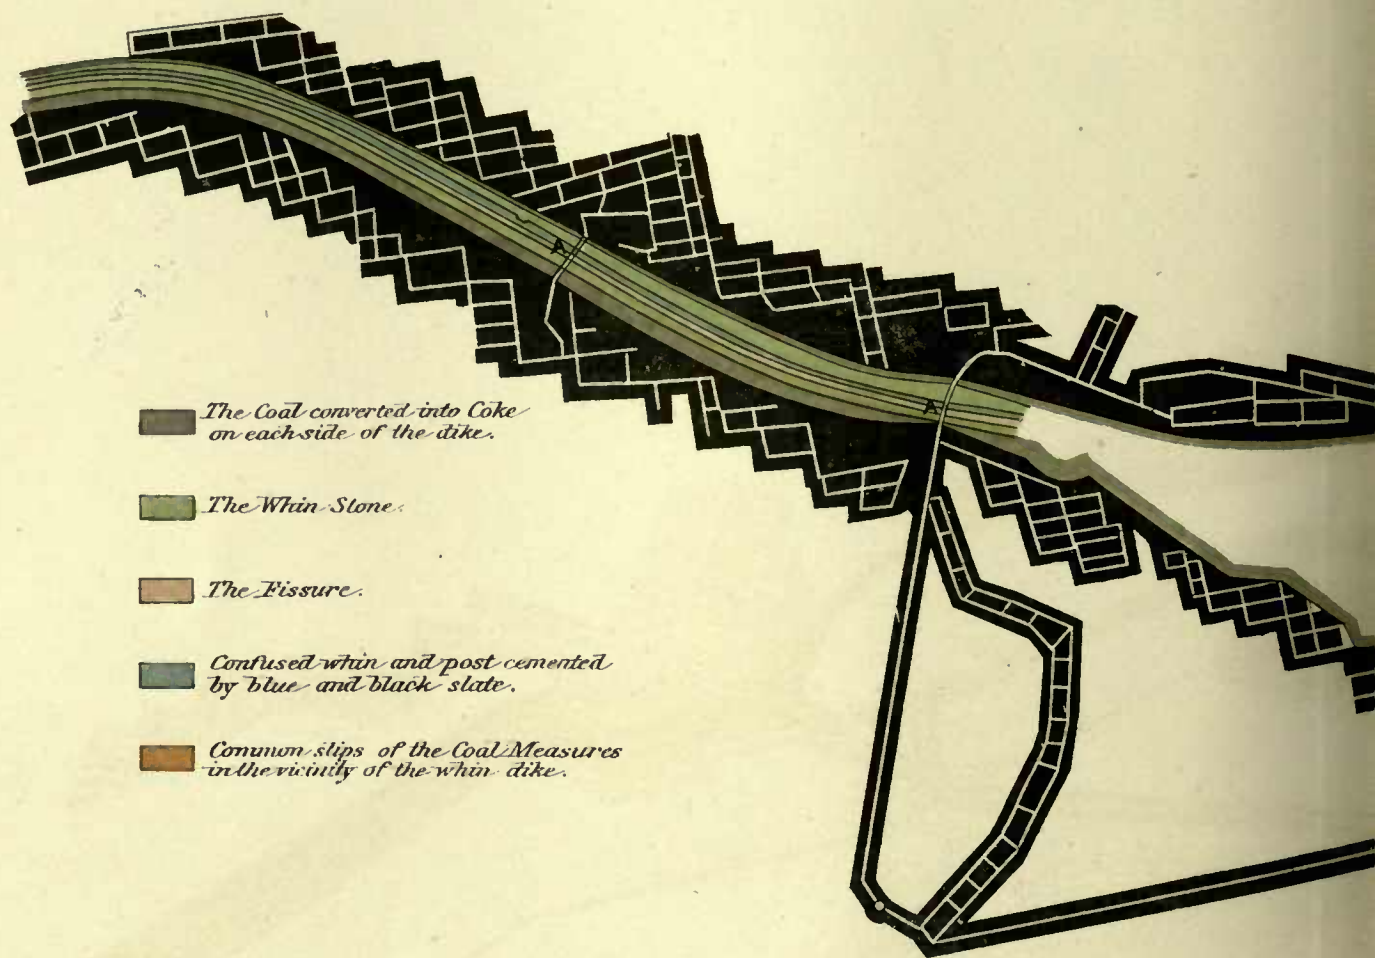 A
A
The Coal converted into Coke
on each side of the dike.
The Whin Stone.
The Fissure.
Confused whin and post cemented
by blue and black slate.
Common slips of the Coal Measures
in the vicinity of the whin dike.